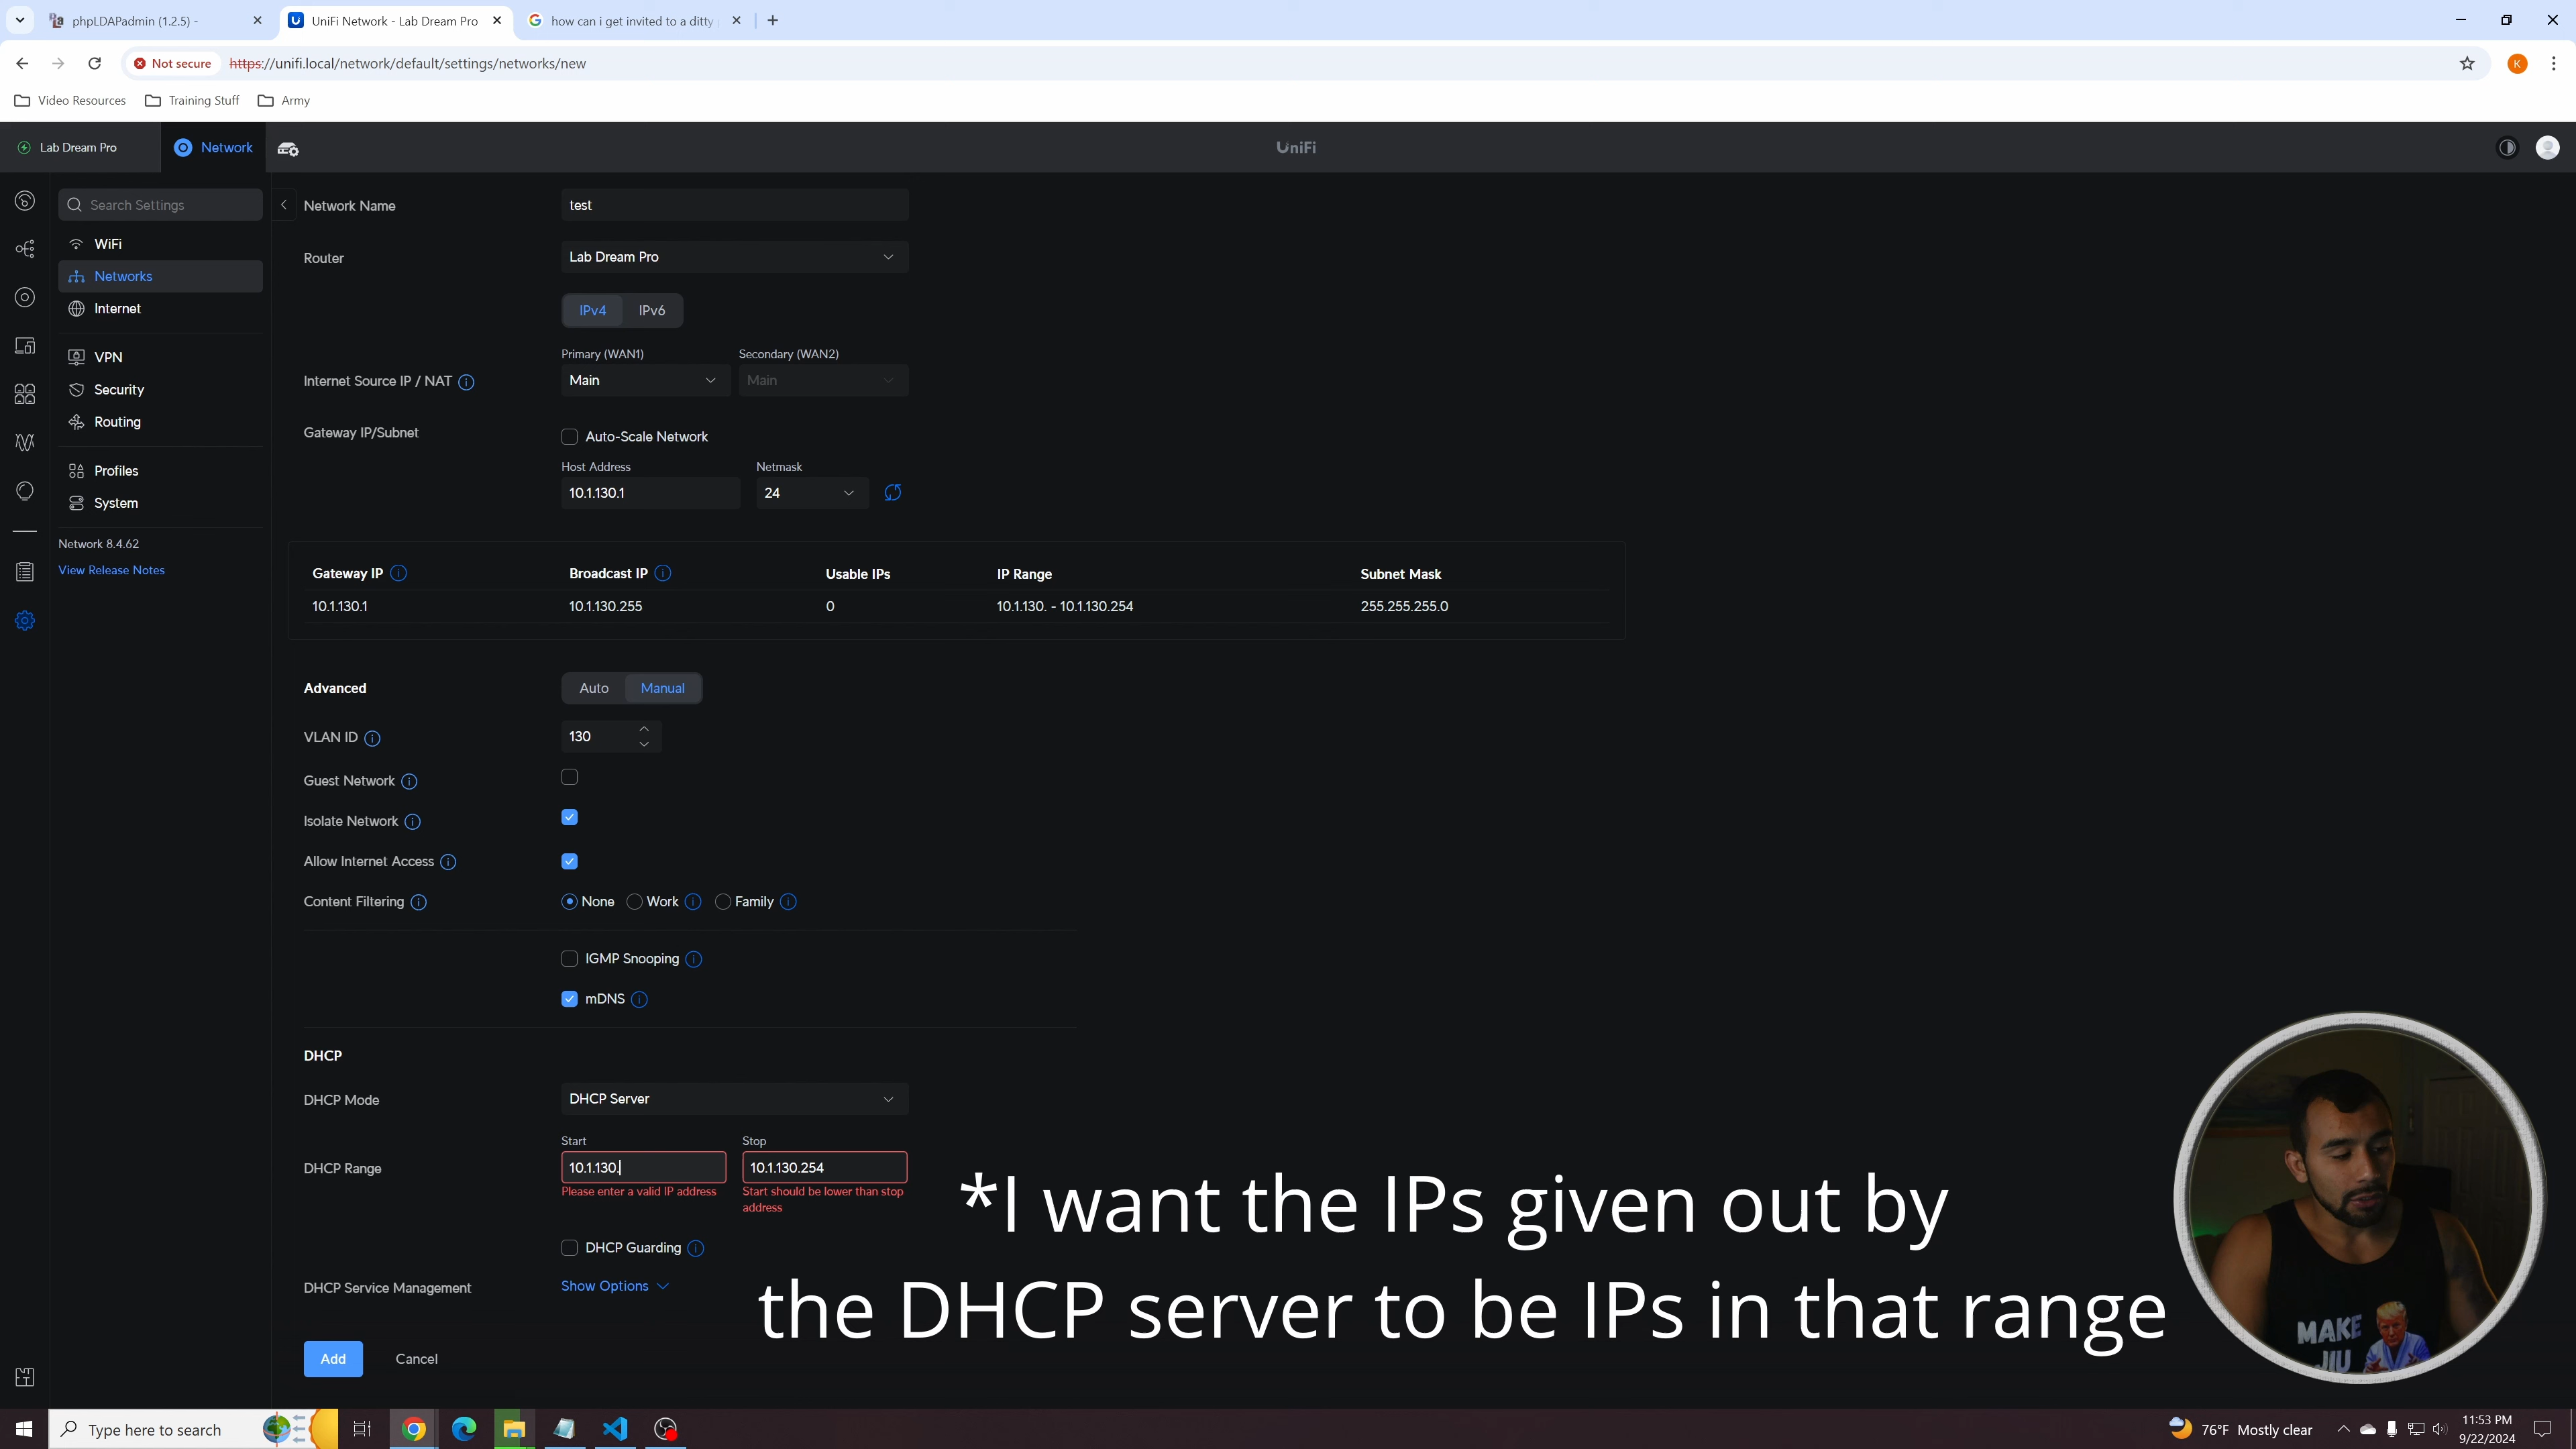 phpLDAPadmin (1.2.5) -
UniFi Network - Lab Dream Pro
how can i get invited to a ditty
Not secure
https://unifi.local/network/default/settings/networks/new
K
Video Resources
Training Stuff
Army
Lab Dream Pro
Network
UniFi
Search Settings
WiFi
Networks
Internet
VPN
Security
Routing
Profiles
System
Network 8.4.62
View Release Notes
Network Name
test
Router
Lab Dream Pro
IPv4
IPv6
Primary (WAN1)
Secondary (WAN2)
Internet Source IP / NAT
Main
Main
Gateway IP/Subnet
Auto-Scale Network
Host Address
Netmask
10.1.130.1
24
Gateway IP
Broadcast IP
Usable IPs
IP Range
Subnet Mask
10.1.130.1
10.1.130.255
0
10.1.130. - 10.1.130.254
255.255.255.0
Advanced
Auto
Manual
VLAN ID
130
Guest Network
Isolate Network
Allow Internet Access
Content Filtering
None
Work
Family
IGMP Snooping
mDNS
DHCP
DHCP Mode
DHCP Server
Start
Stop
DHCP Range
10.1.130.
10.1.130.254
Please enter a valid IP address
Start should be lower than stop
address
DHCP Guarding
DHCP Service Management
Show Options
Add
Cancel
*I want the IPs given out by
the DHCP server to be IPs in that range
MAKE
JIU
Type here to search
76°F Mostly clear
11:53 PM
9/22/2024